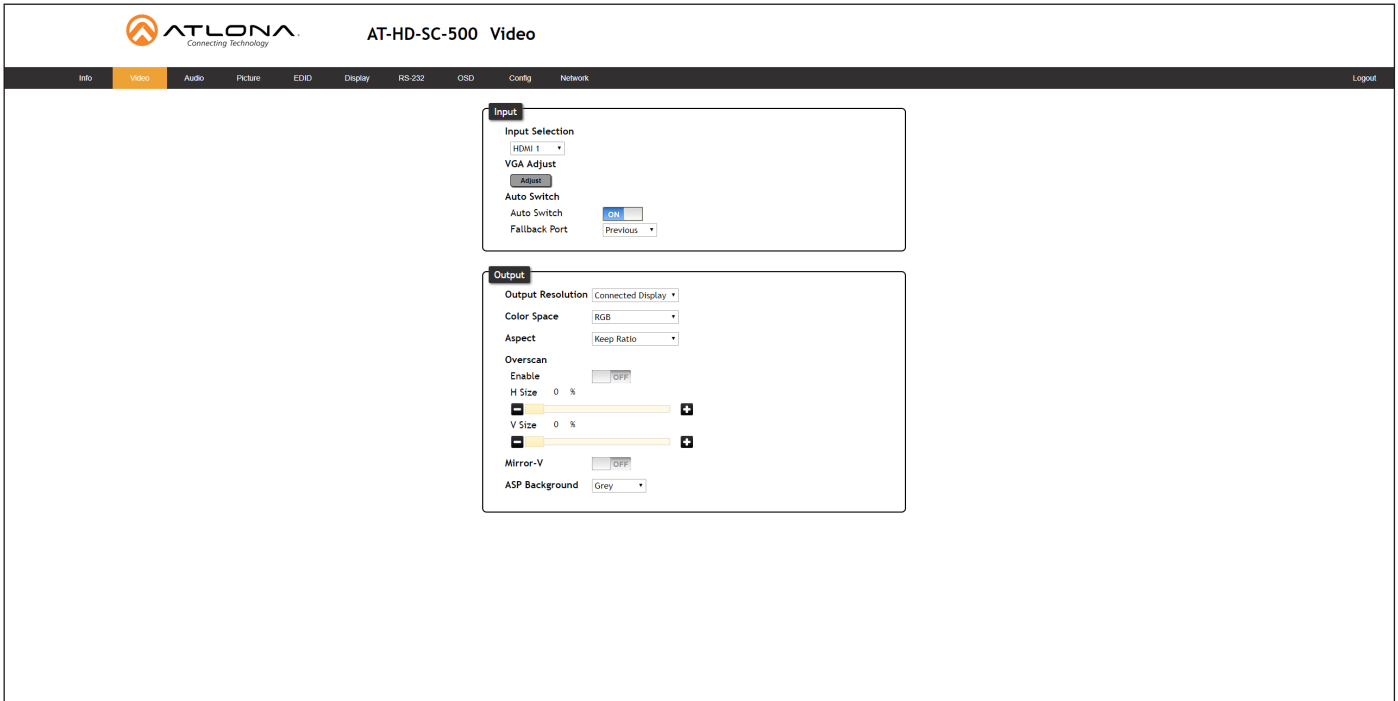 ATLONA.
Connecting Technology
AT-HD-SC-500 Video
Info Video Audio Picture EDID Display RS-232 OSD Config Network Logout
Input
Input Selection
HDMI 1
VGA Adjust
Adjust
Auto Switch
Auto Switch ON
Fallback Port Previous
Output
Output Resolution Connected Display
Color Space RGB
Aspect Keep Ratio
Overscan
Enable OFF
H Size 0 %
V Size 0 %
Mirror-V OFF
ASP Background Grey